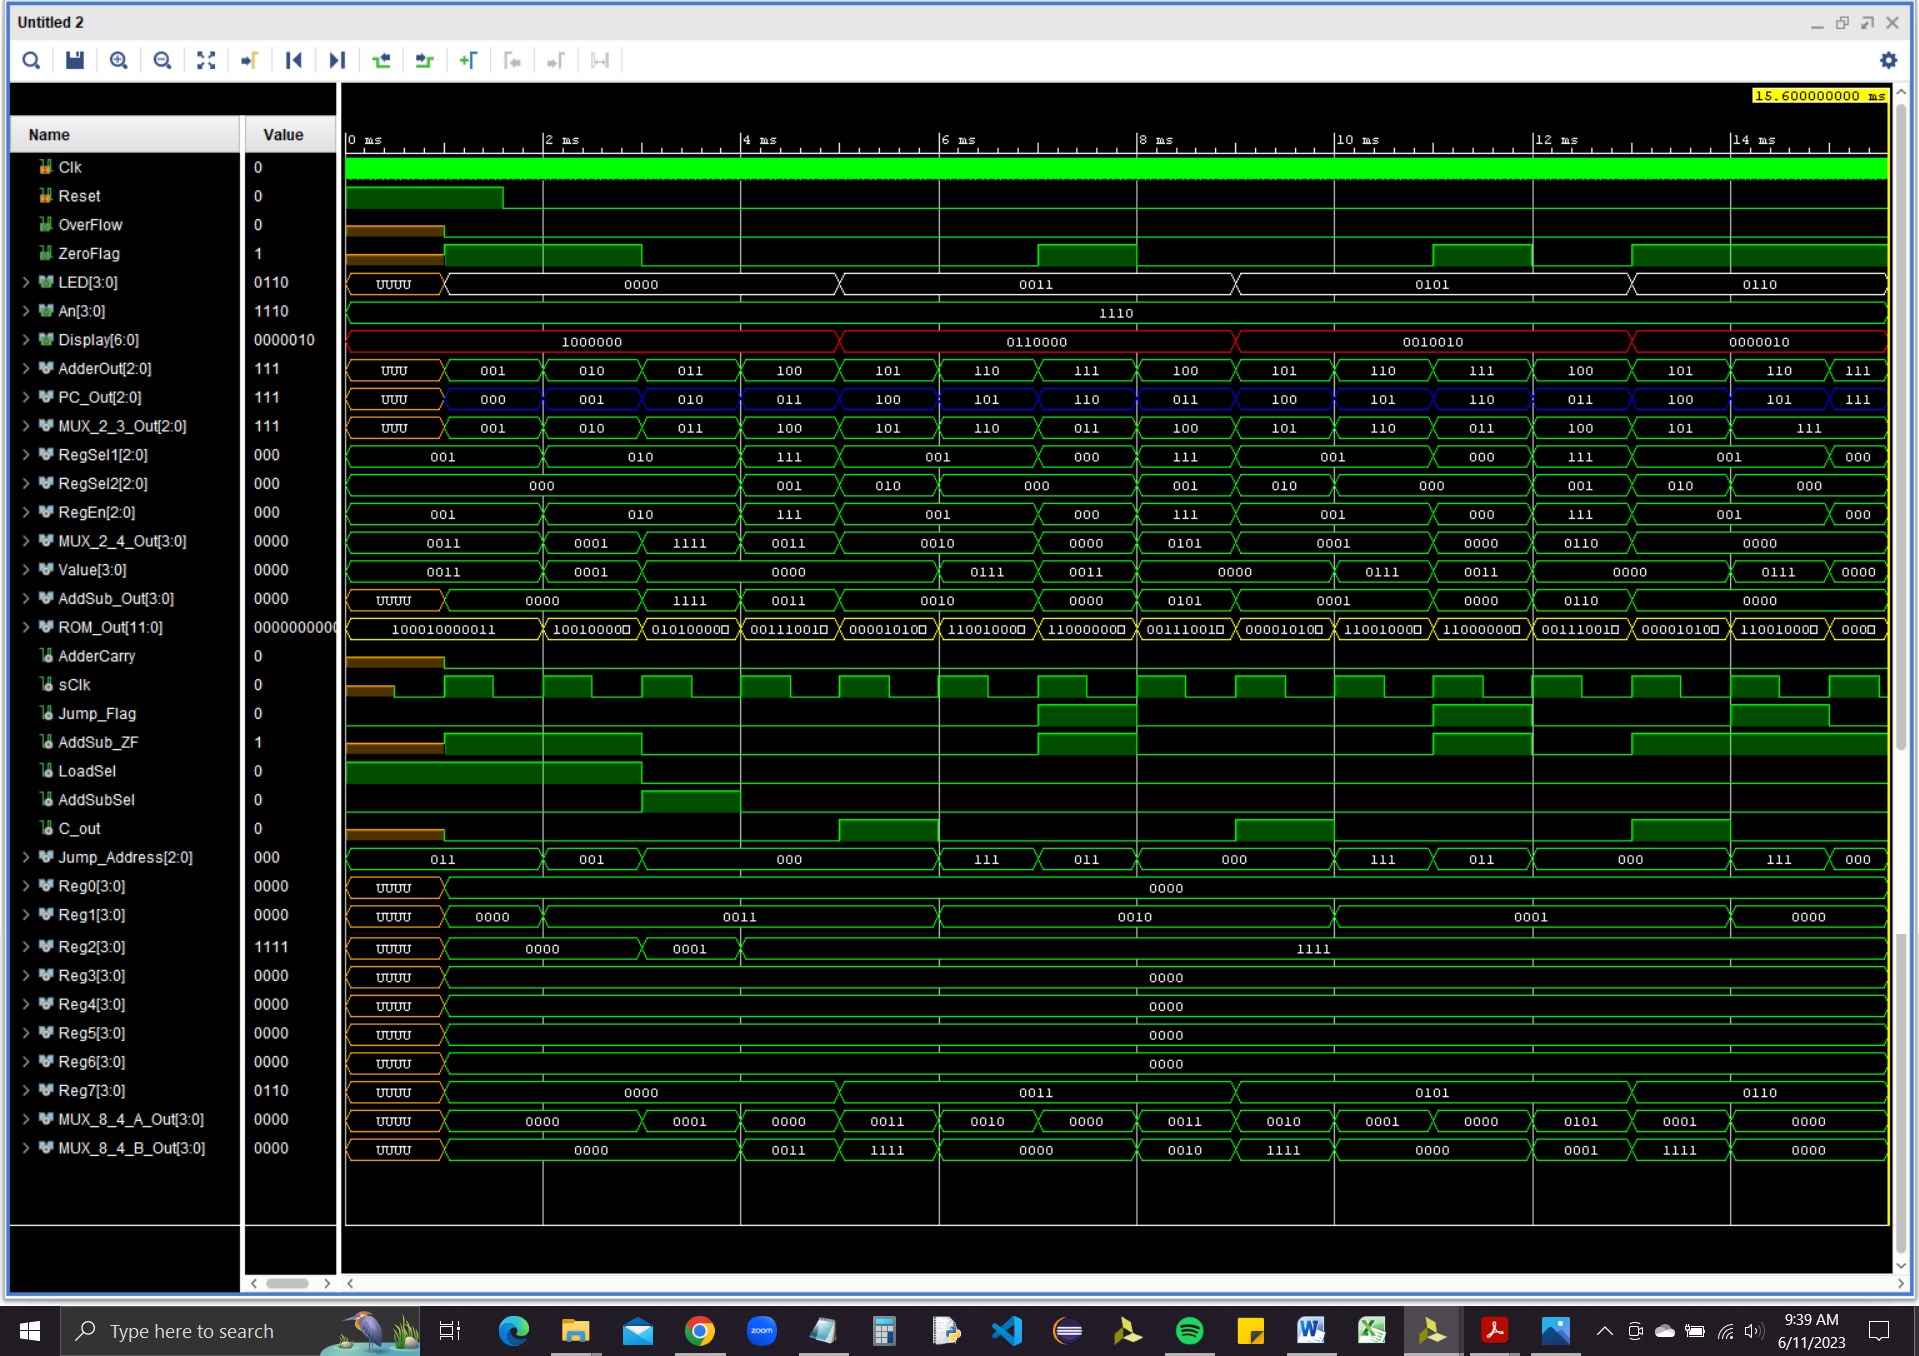 Untitled 2
15.600000000 ms
Name Value 0 ms 2 ms 4 ms 6 ms 8 ms 10 ms 12 ms 14 ms
Clk 0
Reset 0
OverFlow 0
ZeroFlag 1
LED[3:0] 0110 UUUU 0000 0011 0101 0110
An[3:0] 1110 1110
Display[6:0] 0000010 1000000 0110000 0010010 0000010
AdderOut[2:0] 111 UUU 001 010 011 100 101 110 111 100 101 110 111 100 101 110 111
PC_Out[2:0] 111 UUU 000 001 010 011 100 101 110 011 100 101 110 011 100 101 111
MUX_2_3_Out[2:0] 111 UUU 001 010 011 100 101 110 011 100 101 110 011 100 101 111
RegSel1[2:0] 000 001 010 111 001 000 111 001 000 111 001 000
RegSel2[2:0] 000 000 001 010 000 001 010 000 001 010 000
RegEn[2:0] 000 001 010 111 001 000 111 001 000 111 001 000
MUX_2_4_Out[3:0] 0000 0011 0001 1111 0011 0010 0000 0101 0001 0000 0110 0000
Value[3:0] 0000 0011 0001 0000 0111 0011 0000 0111 0011 0000 0111 0000
AddSub_Out[3:0] 0000 UUUU 0000 1111 0011 0010 0000 0101 0001 0000 0110 0000
ROM_Out[11:0] 0000000000 100010000011 10010000 01010000 00111001 00001010 11001000 11000000 00111001 00001010 11001000 11000000 00111001 00001010 11001000 000
AdderCarry 0
sClk 0
Jump_Flag 0
AddSub_ZF 1
LoadSel 0
AddSubSel 0
C_out 0
Jump_Address[2:0] 000 011 001 000 111 011 000 111 011 000 111 000
Reg0[3:0] 0000 UUUU 0000
Reg1[3:0] 0000 UUUU 0000 0011 0010 0001 0000
Reg2[3:0] 1111 UUUU 0000 0001 1111
Reg3[3:0] 0000 UUUU 0000
Reg4[3:0] 0000 UUUU 0000
Reg5[3:0] 0000 UUUU 0000
Reg6[3:0] 0000 UUUU 0000
Reg7[3:0] 0110 UUUU 0000 0011 0101 0110
MUX_8_4_A_Out[3:0] 0000 UUUU 0000 0001 0000 0011 0010 0000 0011 0010 0001 0000 0101 0001 0000
MUX_8_4_B_Out[3:0] 0000 UUUU 0000 0011 1111 0000 0010 1111 0000 0001 1111 0000
Type here to search
zoom
9:39 AM
6/11/2023